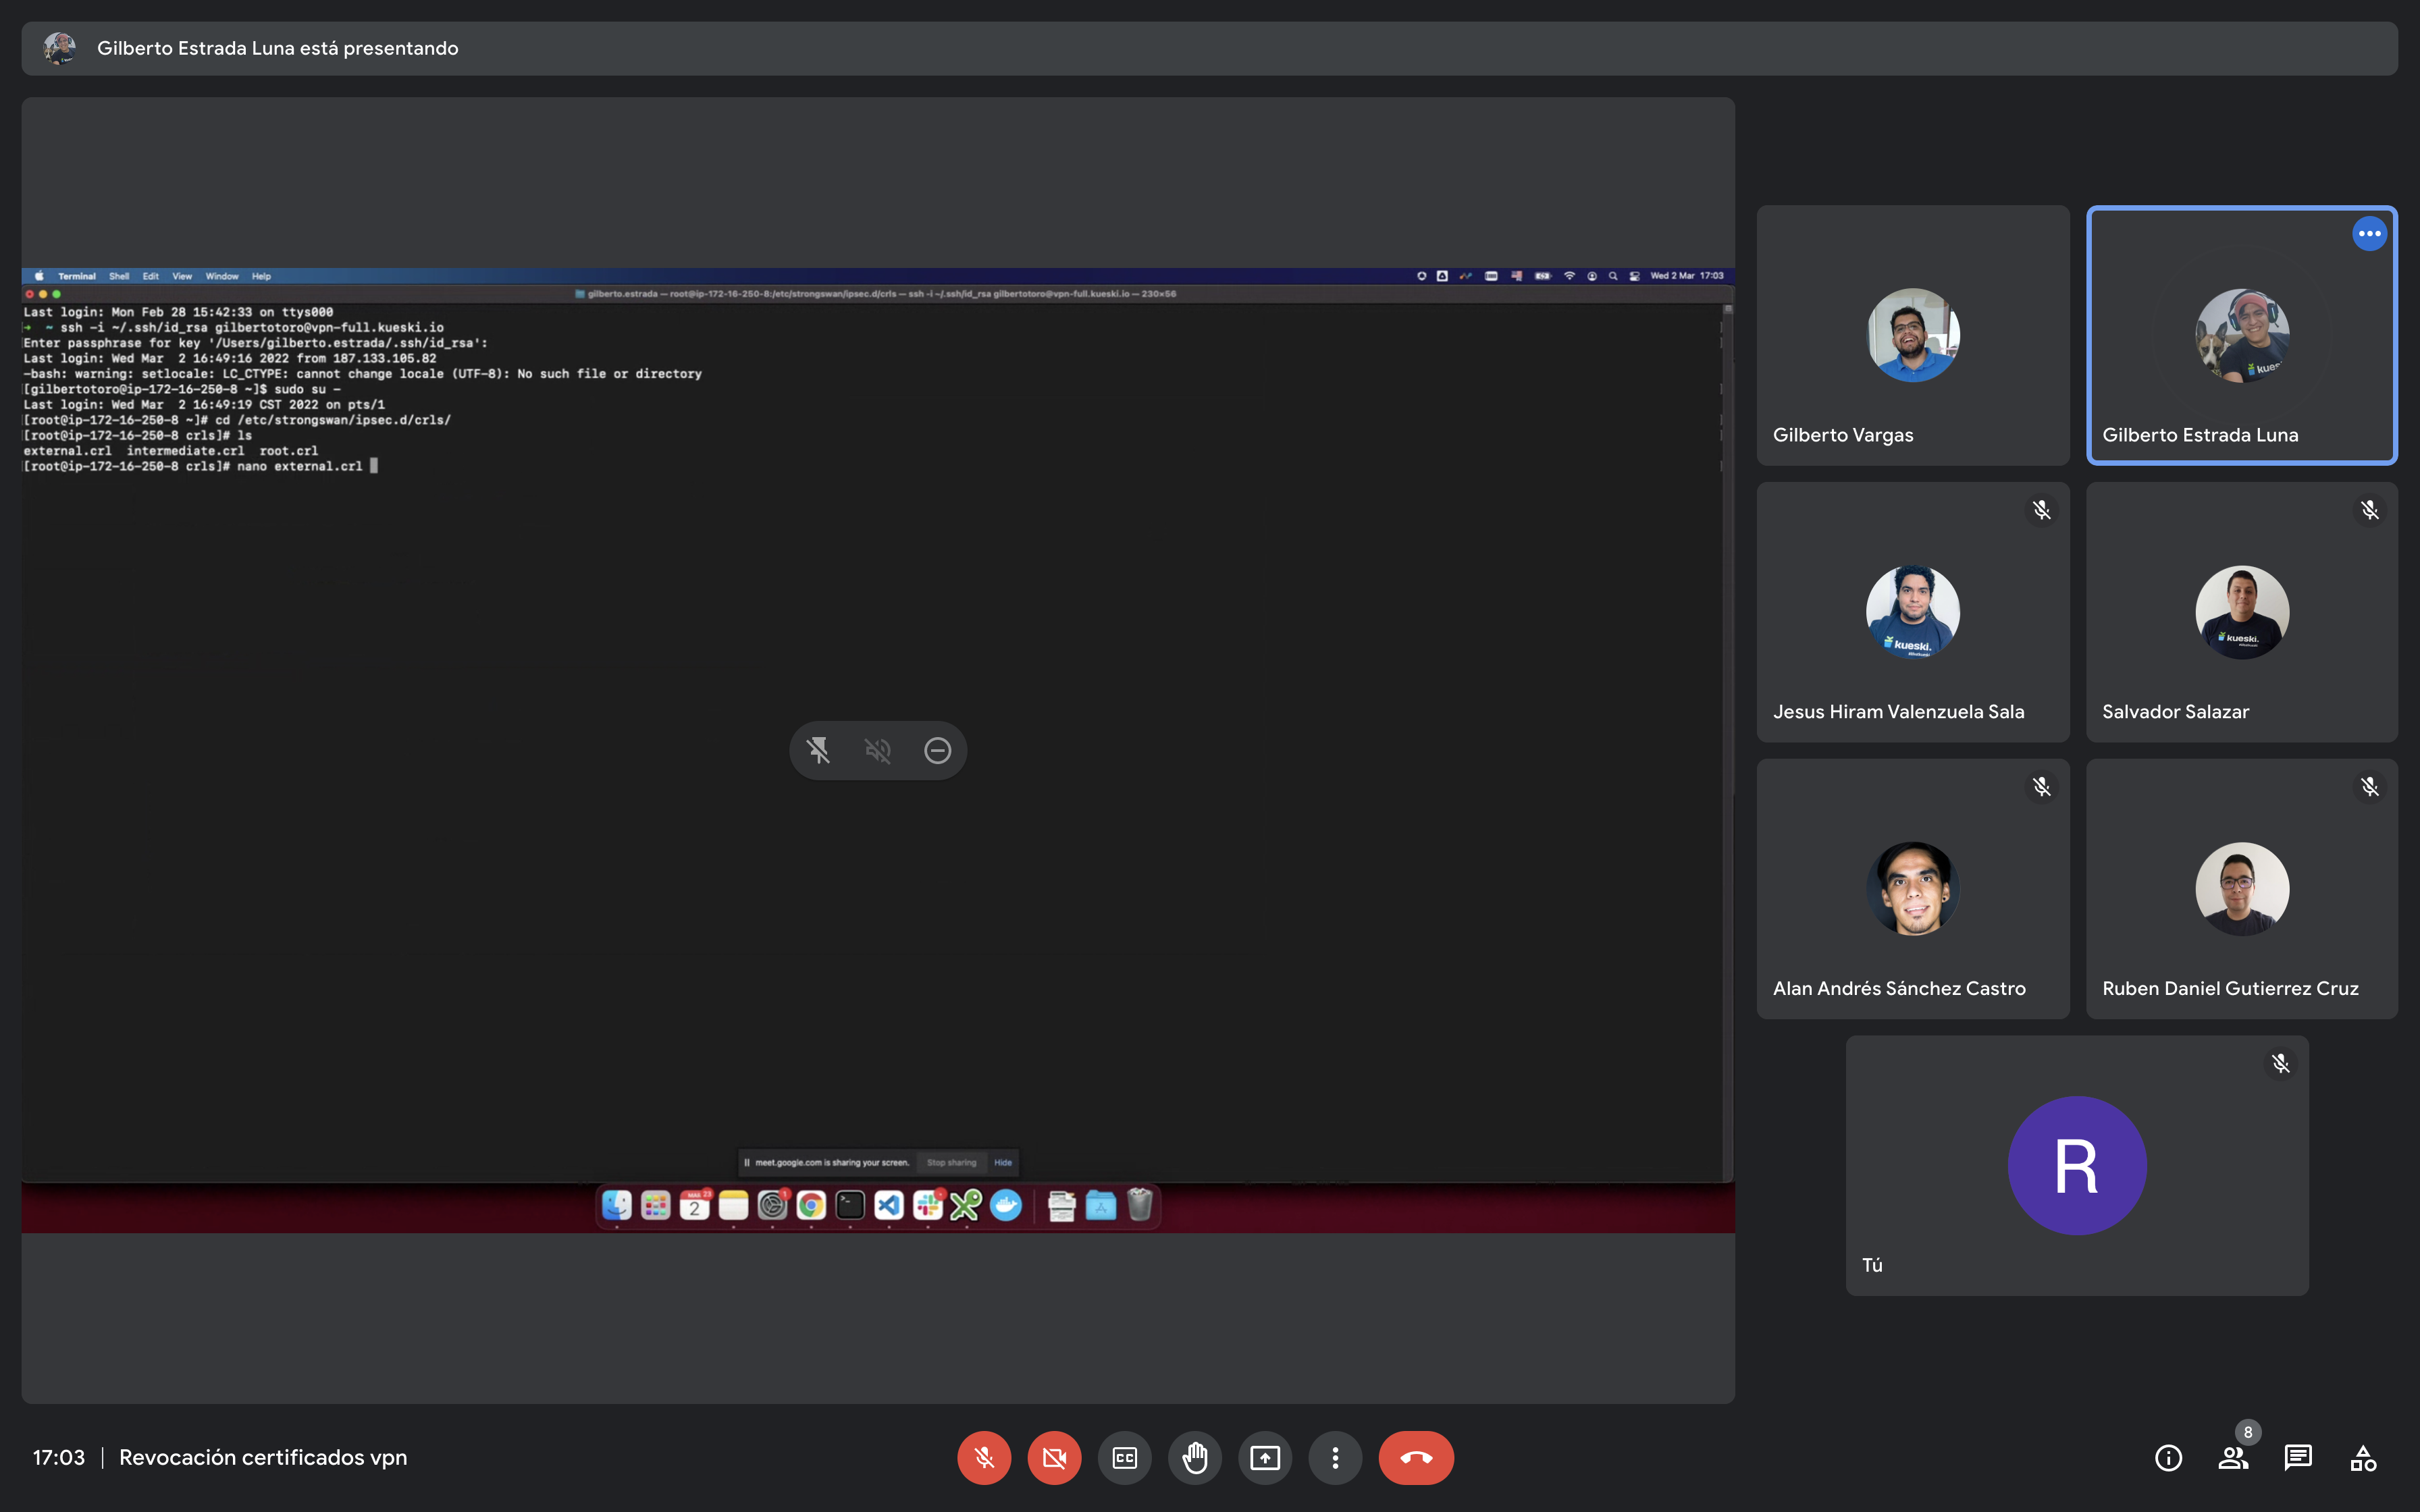 Gilberto Estrada Luna está presentando
Terminal Shell Edit View Window Help
Wed 2 Mar 17:03
gilberto.estrada — root@ip-172-16-250-8:/etc/strongswan/ipsec.d/crls — ssh -i ~/.ssh/id_rsa gilbertotoro@vpn-full.kueski.io — 230×56
Last login: Mon Feb 28 15:42:33 on ttys000
➜ ~ ssh -i ~/.ssh/id_rsa gilbertotoro@vpn-full.kueski.io
Enter passphrase for key '/Users/gilberto.estrada/.ssh/id_rsa':
Last login: Wed Mar  2 16:49:16 2022 from 187.133.105.82
-bash: warning: setlocale: LC_CTYPE: cannot change locale (UTF-8): No such file or directory
[gilbertotoro@ip-172-16-250-8 ~]$ sudo su -
Last login: Wed Mar  2 16:49:19 CST 2022 on pts/1
[root@ip-172-16-250-8 ~]# cd /etc/strongswan/ipsec.d/crls/
[root@ip-172-16-250-8 crls]# ls
external.crl  intermediate.crl  root.crl
[root@ip-172-16-250-8 crls]# nano external.crl
meet.google.com is sharing your screen. Stop sharing Hide
MAR 23
2
Gilberto Vargas
kues
Gilberto Estrada Luna
kueski.
Jesus Hiram Valenzuela Sala
kueski.
Salvador Salazar
Alan Andrés Sánchez Castro
Ruben Daniel Gutierrez Cruz
R
Tú
17:03 | Revocación certificados vpn
CC
8